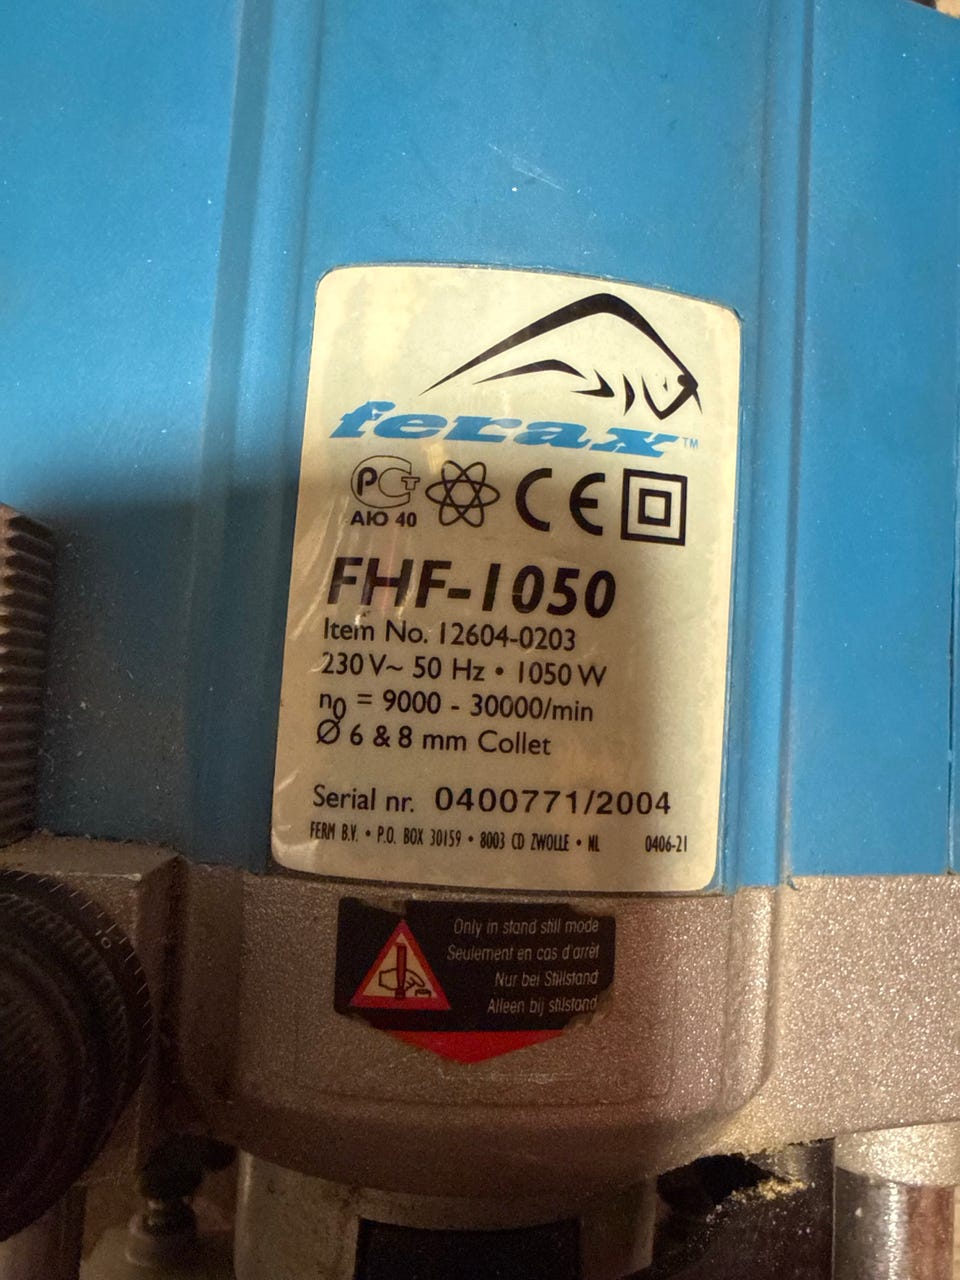 ferax™
PCT
АЮ 40
CE
FHF-1050
Item No. 12604-0203
230 V~ 50 Hz • 1050 W
n0 = 9000 - 30000/min
Ø 6 & 8 mm Collet
Serial nr. 0400771/2004
FERM B.V. • P.O. BOX 30159 • 8003 CD ZWOLLE • NL 0406-21
Only in stand still mode
Seulement en cas d'arrêt
Nur bei Stillstand
Alleen bij stilstand
10